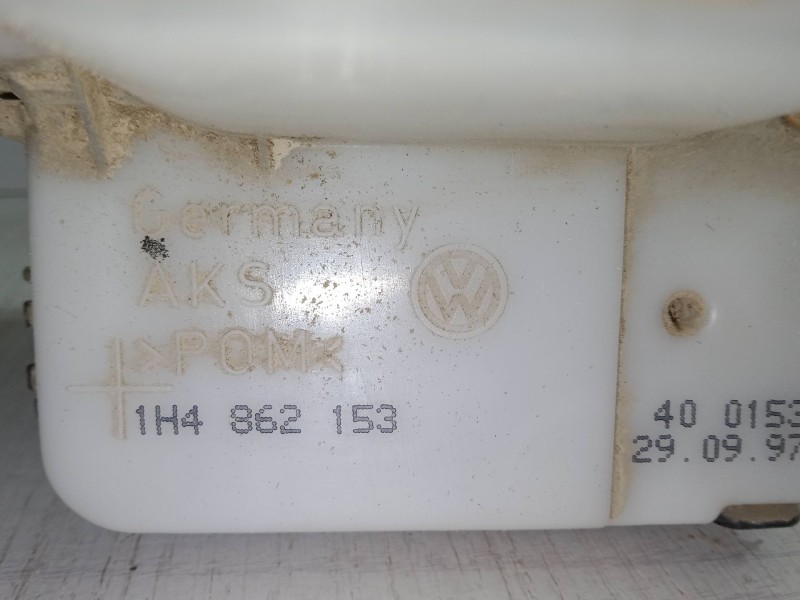 Germany
AKS
>POM<
1H4 862 153
40 0153
29.09.97